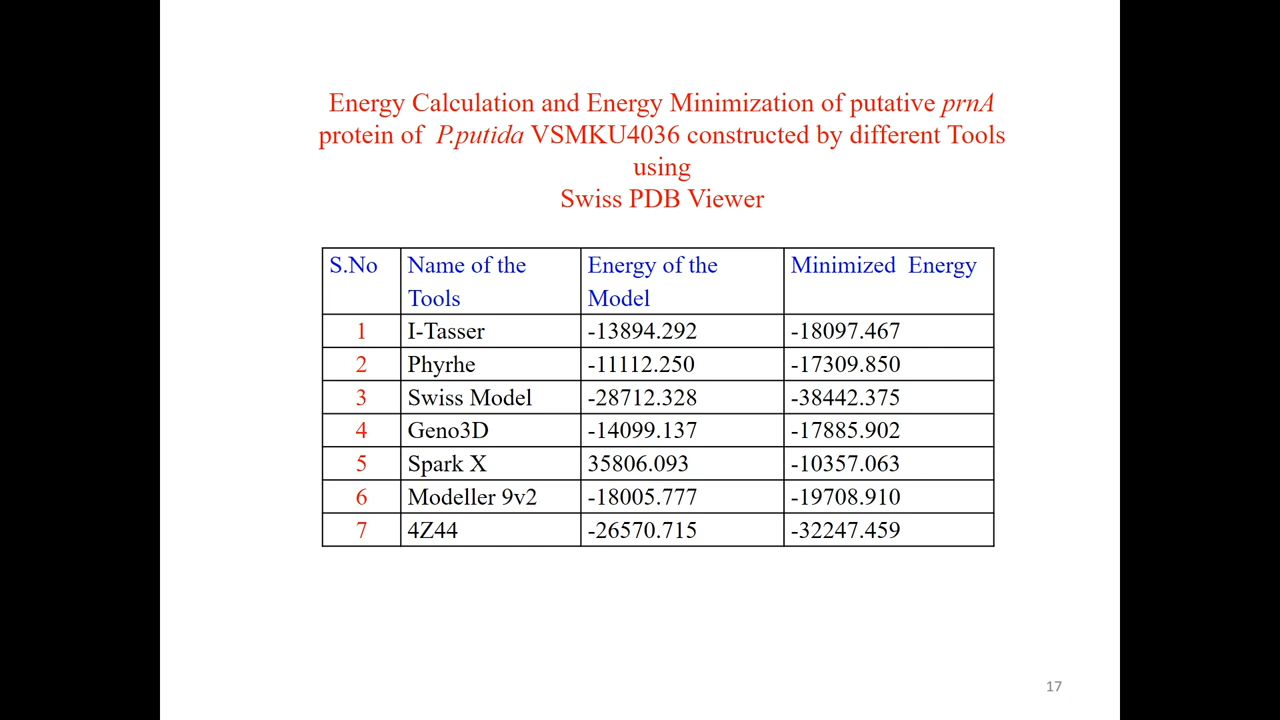 Energy Calculation and Energy Minimization of putative prnA
protein of P.putida VSMKU4036 constructed by different Tools
using
Swiss PDB Viewer
S.No Name of the Tools Energy of the Model Minimized Energy
1 I-Tasser -13894.292 -18097.467
2 Phyrhe -11112.250 -17309.850
3 Swiss Model -28712.328 -38442.375
4 Geno3D -14099.137 -17885.902
5 Spark X 35806.093 -10357.063
6 Modeller 9v2 -18005.777 -19708.910
7 4Z44 -26570.715 -32247.459
17